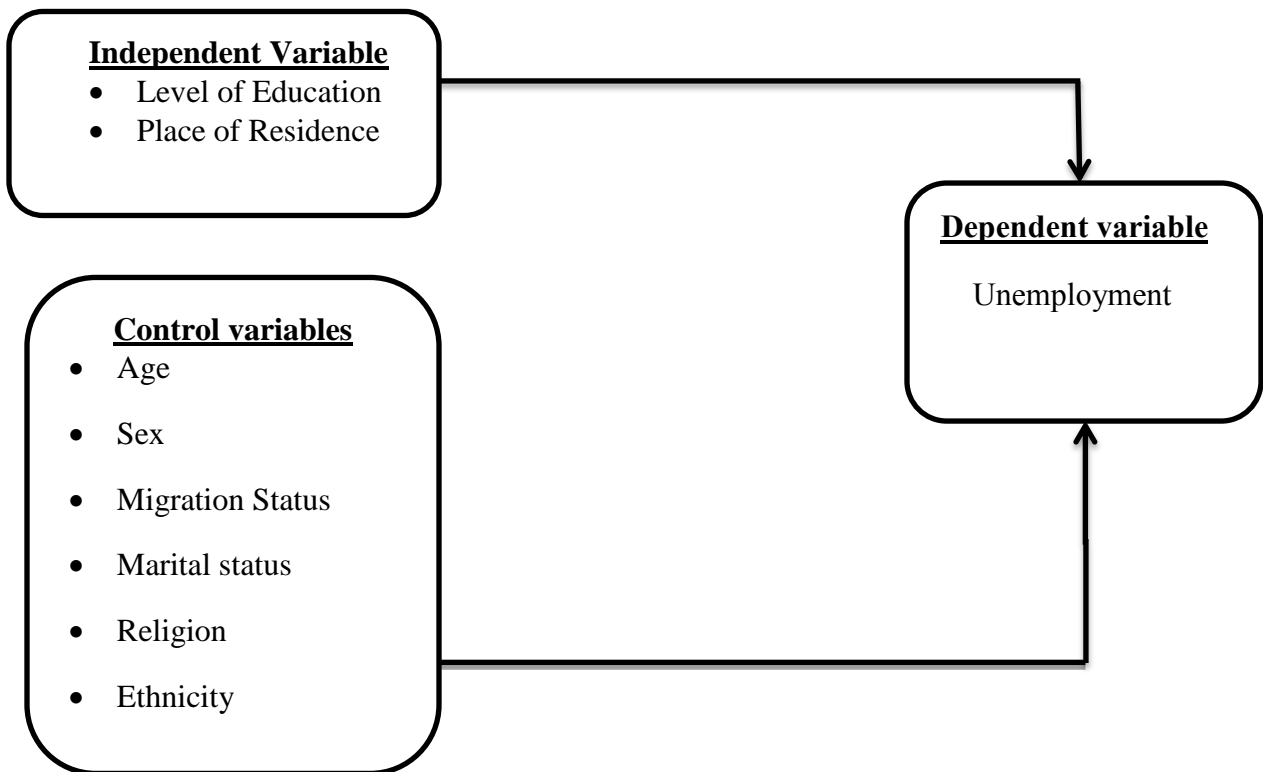 Independent Variable
• Level of Education
• Place of Residence
Dependent variable
Unemployment
Control variables
• Age
• Sex
• Migration Status
• Marital status
• Religion
• Ethnicity